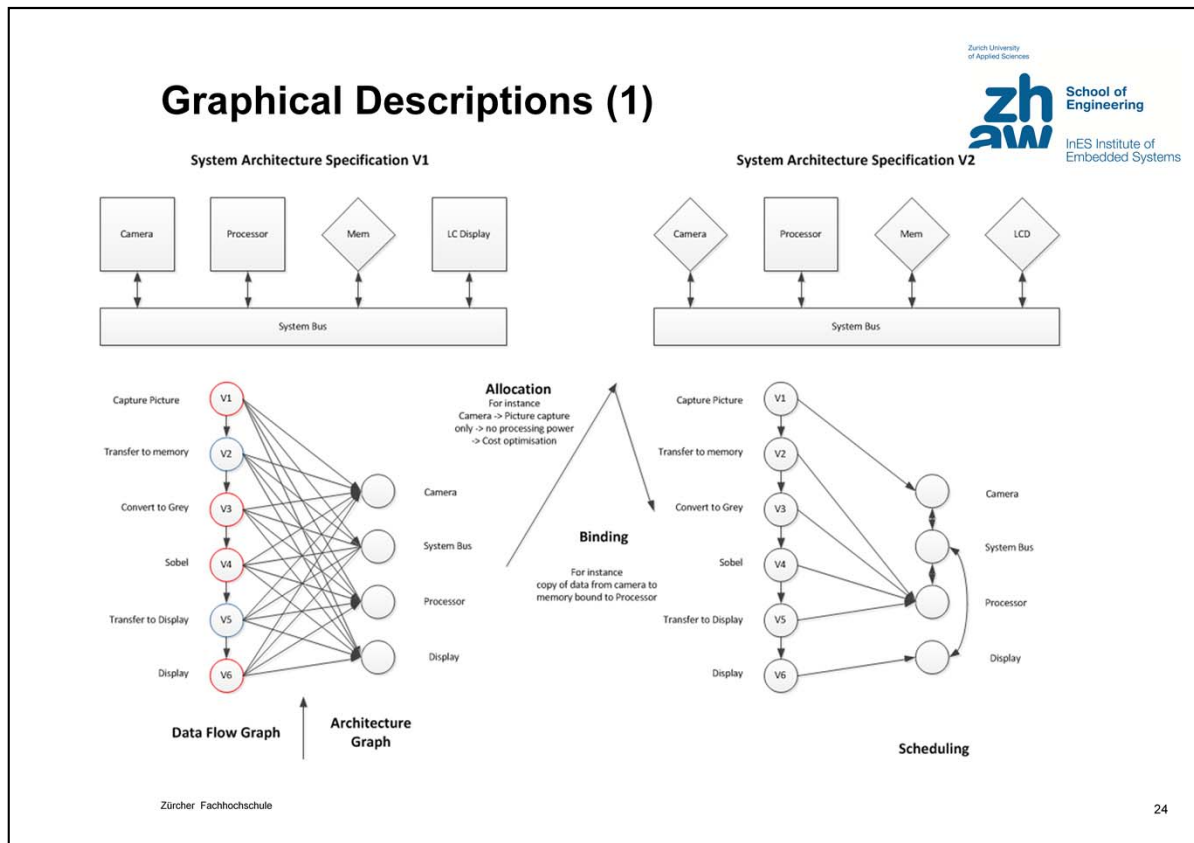 Zurich University
of Applied Sciences
zh
aw
School of
Engineering
InES Institute of
Embedded Systems
Graphical Descriptions (1)
System Architecture Specification V1
Camera
Processor
Mem
LC Display
System Bus
System Architecture Specification V2
Camera
Processor
Mem
LCD
System Bus
Capture Picture
V1
Transfer to memory
V2
Convert to Grey
V3
Sobel
V4
Transfer to Display
V5
Display
V6
Camera
System Bus
Processor
Display
Data Flow Graph
Architecture
Graph
Allocation
For instance
Camera -> Picture capture
only -> no processing power
-> Cost optimisation
Binding
For instance
copy of data from camera to
memory bound to Processor
Capture Picture
V1
Transfer to memory
V2
Convert to Grey
V3
Sobel
V4
Transfer to Display
V5
Display
V6
Camera
System Bus
Processor
Display
Scheduling
Zürcher Fachhochschule
24